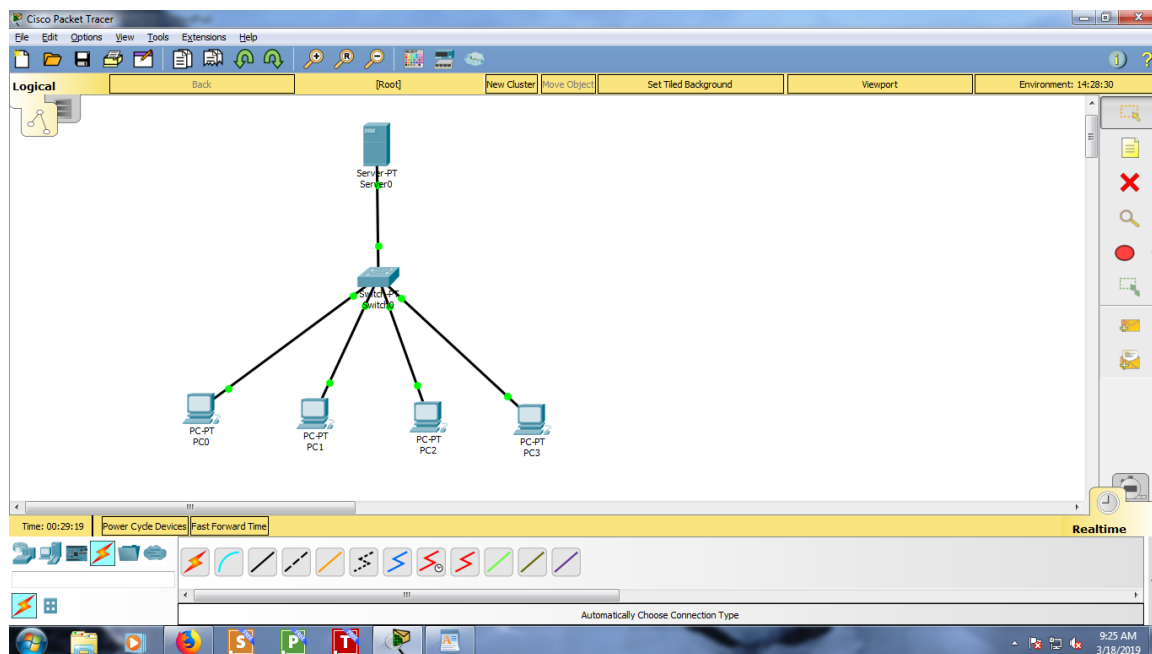 Cisco Packet Tracer
File Edit Options View Tools Extensions Help
Logical Back [Root] New Cluster Move Object Set Tiled Background Viewport Environment: 14:28:30
Server-PT
Server0
Switch-PT
Switch0
PC-PT
PC0
PC-PT
PC1
PC-PT
PC2
PC-PT
PC3
Time: 00:29:19 Power Cycle Devices Fast Forward Time
Realtime
Automatically Choose Connection Type
9:25 AM
3/18/2019